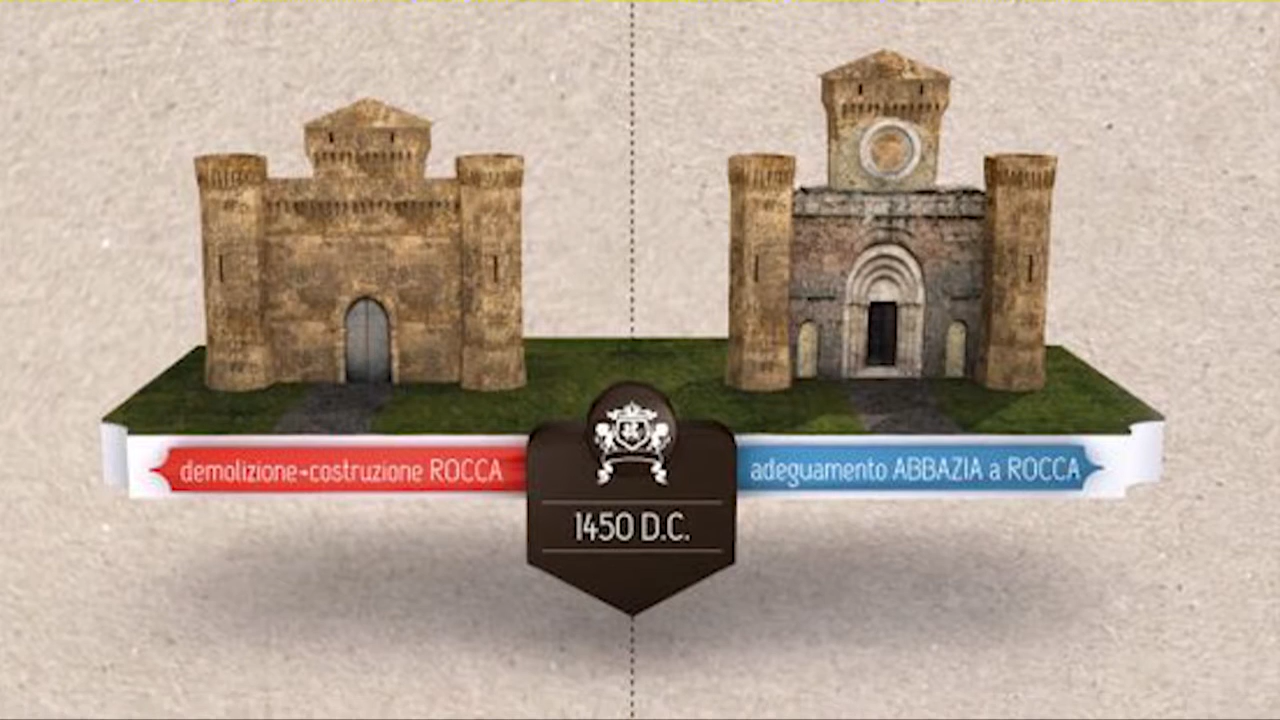 demolizione+costruzione ROCCA
adeguamento ABBAZIA a ROCCA
1450 D.C.